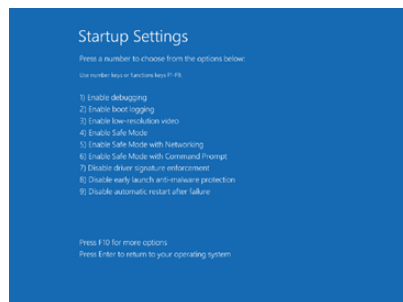 Startup Settings
Press a number to choose from the options below:
Use number keys or functions keys F1-F9.
1) Enable debugging
2) Enable boot logging
3) Enable low-resolution video
4) Enable Safe Mode
5) Enable Safe Mode with Networking
6) Enable Safe Mode with Command Prompt
7) Disable driver signature enforcement
8) Disable early launch anti-malware protection
9) Disable automatic restart after failure
Press F10 for more options
Press Enter to return to your operating system